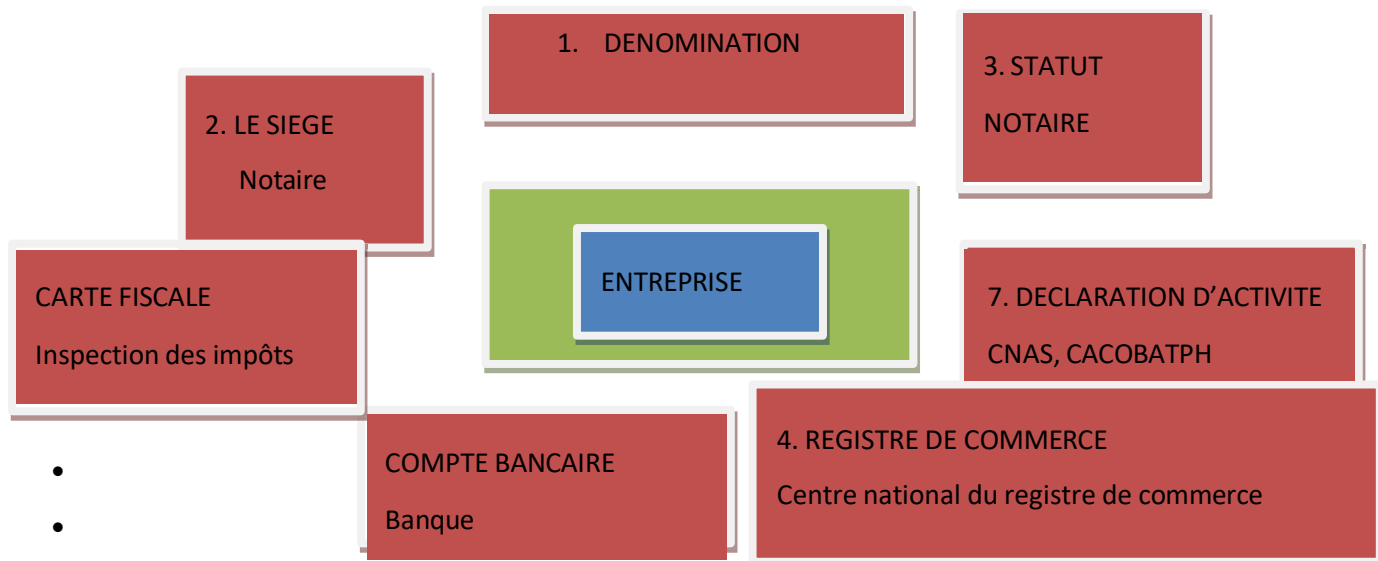 1. DENOMINATION
3. STATUT
NOTAIRE
2. LE SIEGE
Notaire
ENTREPRISE
CARTE FISCALE
Inspection des impôts
7. DECLARATION D’ACTIVITE
CNAS, CACOBATPH
COMPTE BANCAIRE
Banque
4. REGISTRE DE COMMERCE
Centre national du registre de commerce